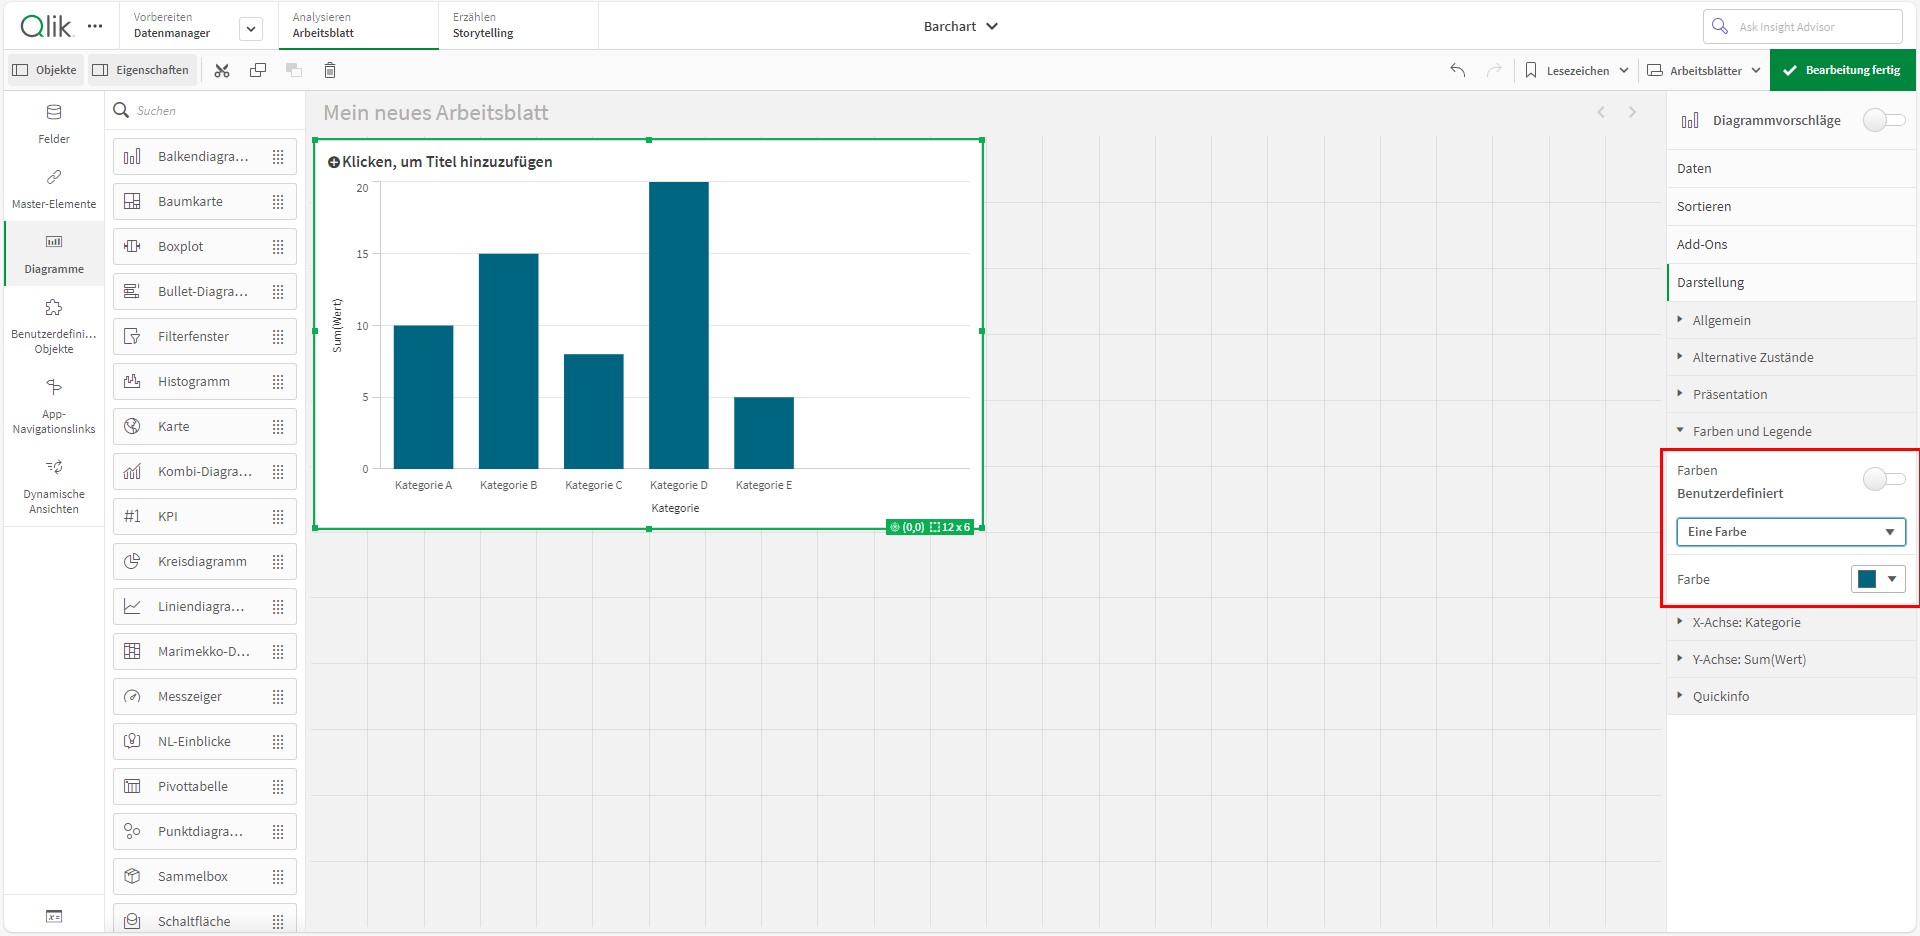 Qlik
Vorbereiten
Datenmanager
Analysieren
Arbeitsblatt
Erzählen
Storytelling
Barchart
Ask Insight Advisor
Objekte
Eigenschaften
Lesezeichen
Arbeitsblätter
Bearbeitung fertig
Felder
Master-Elemente
Diagramme
Benutzerdefini...
Objekte
App-
Navigationslinks
Dynamische
Ansichten
Suchen
Balkendiagra...
Baumkarte
Boxplot
Bullet-Diagra...
Filterfenster
Histogramm
Karte
Kombi-Diagra...
#1 KPI
Kreisdiagramm
Liniendiagra...
Marimekko-D...
Messzeiger
NL-Einblicke
Pivottabelle
Punktdiagra...
Sammelbox
Schaltfläche
Mein neues Arbeitsblatt
Klicken, um Titel hinzuzufügen
20
15
10
5
0
Sum(Wert)
Kategorie A
Kategorie B
Kategorie C
Kategorie D
Kategorie E
Kategorie
(0,0) 12 x 6
Diagrammvorschläge
Daten
Sortieren
Add-Ons
Darstellung
Allgemein
Alternative Zustände
Präsentation
Farben und Legende
Farben
Benutzerdefiniert
Eine Farbe
Farbe
X-Achse: Kategorie
Y-Achse: Sum(Wert)
Quickinfo